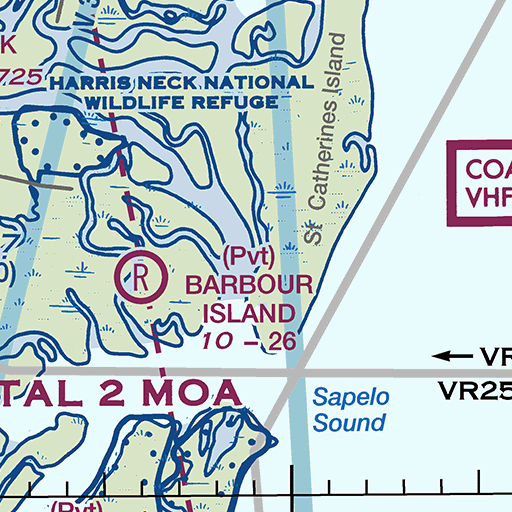 K
725
HARRIS NECK NATIONAL
WILDLIFE REFUGE
St Catherines Island
COA
VHF
R
(Pvt)
BARBOUR
ISLAND
10 – 26
VR
TAL 2 MOA
VR25
Sapelo
Sound
(Pvt)